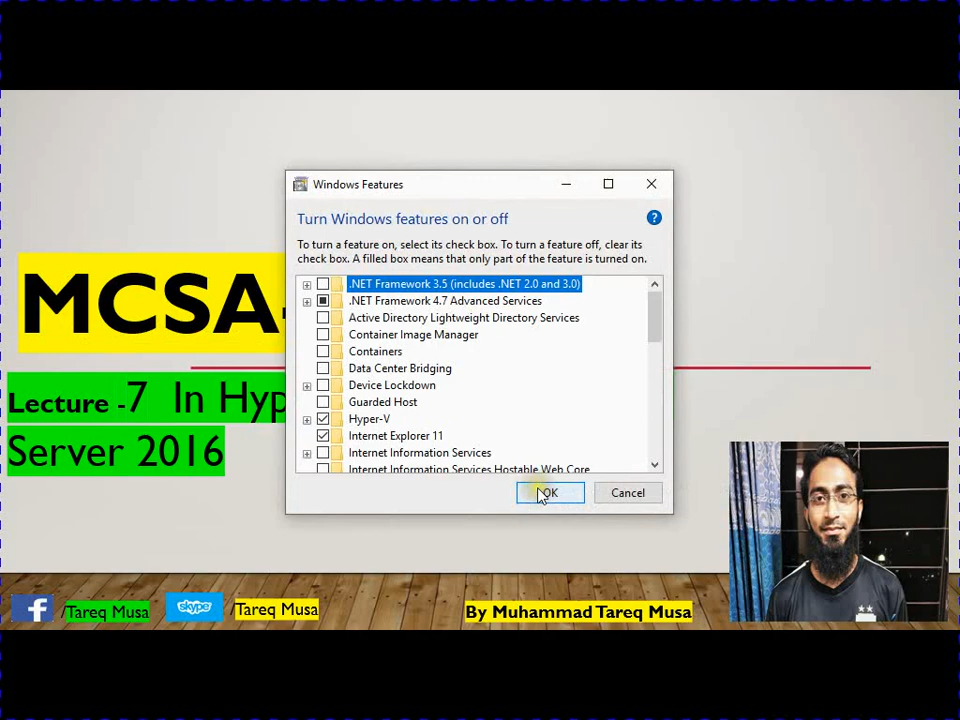 Windows Features
Turn Windows features on or off
?
To turn a feature on, select its check box. To turn a feature off, clear its
check box. A filled box means that only part of the feature is turned on.
.NET Framework 3.5 (includes .NET 2.0 and 3.0)
.NET Framework 4.7 Advanced Services
Active Directory Lightweight Directory Services
Container Image Manager
Containers
Data Center Bridging
Device Lockdown
Guarded Host
Hyper-V
Internet Explorer 11
Internet Information Services
Internet Information Services Hostable Web Core
OK Cancel
MCSA-
Lecture -7 In Hyp
Server 2016
f /Tareq Musa skype /Tareq Musa By Muhammad Tareq Musa